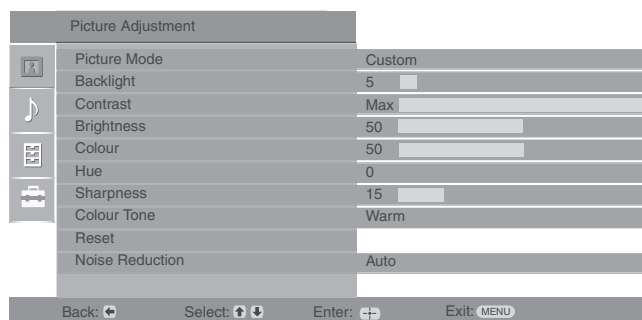 Picture Adjustment
Picture Mode Custom
Backlight 5
Contrast Max
Brightness 50
Colour 50
Hue 0
Sharpness 15
Colour Tone Warm
Reset
Noise Reduction Auto
Back: Select: Enter: Exit: MENU